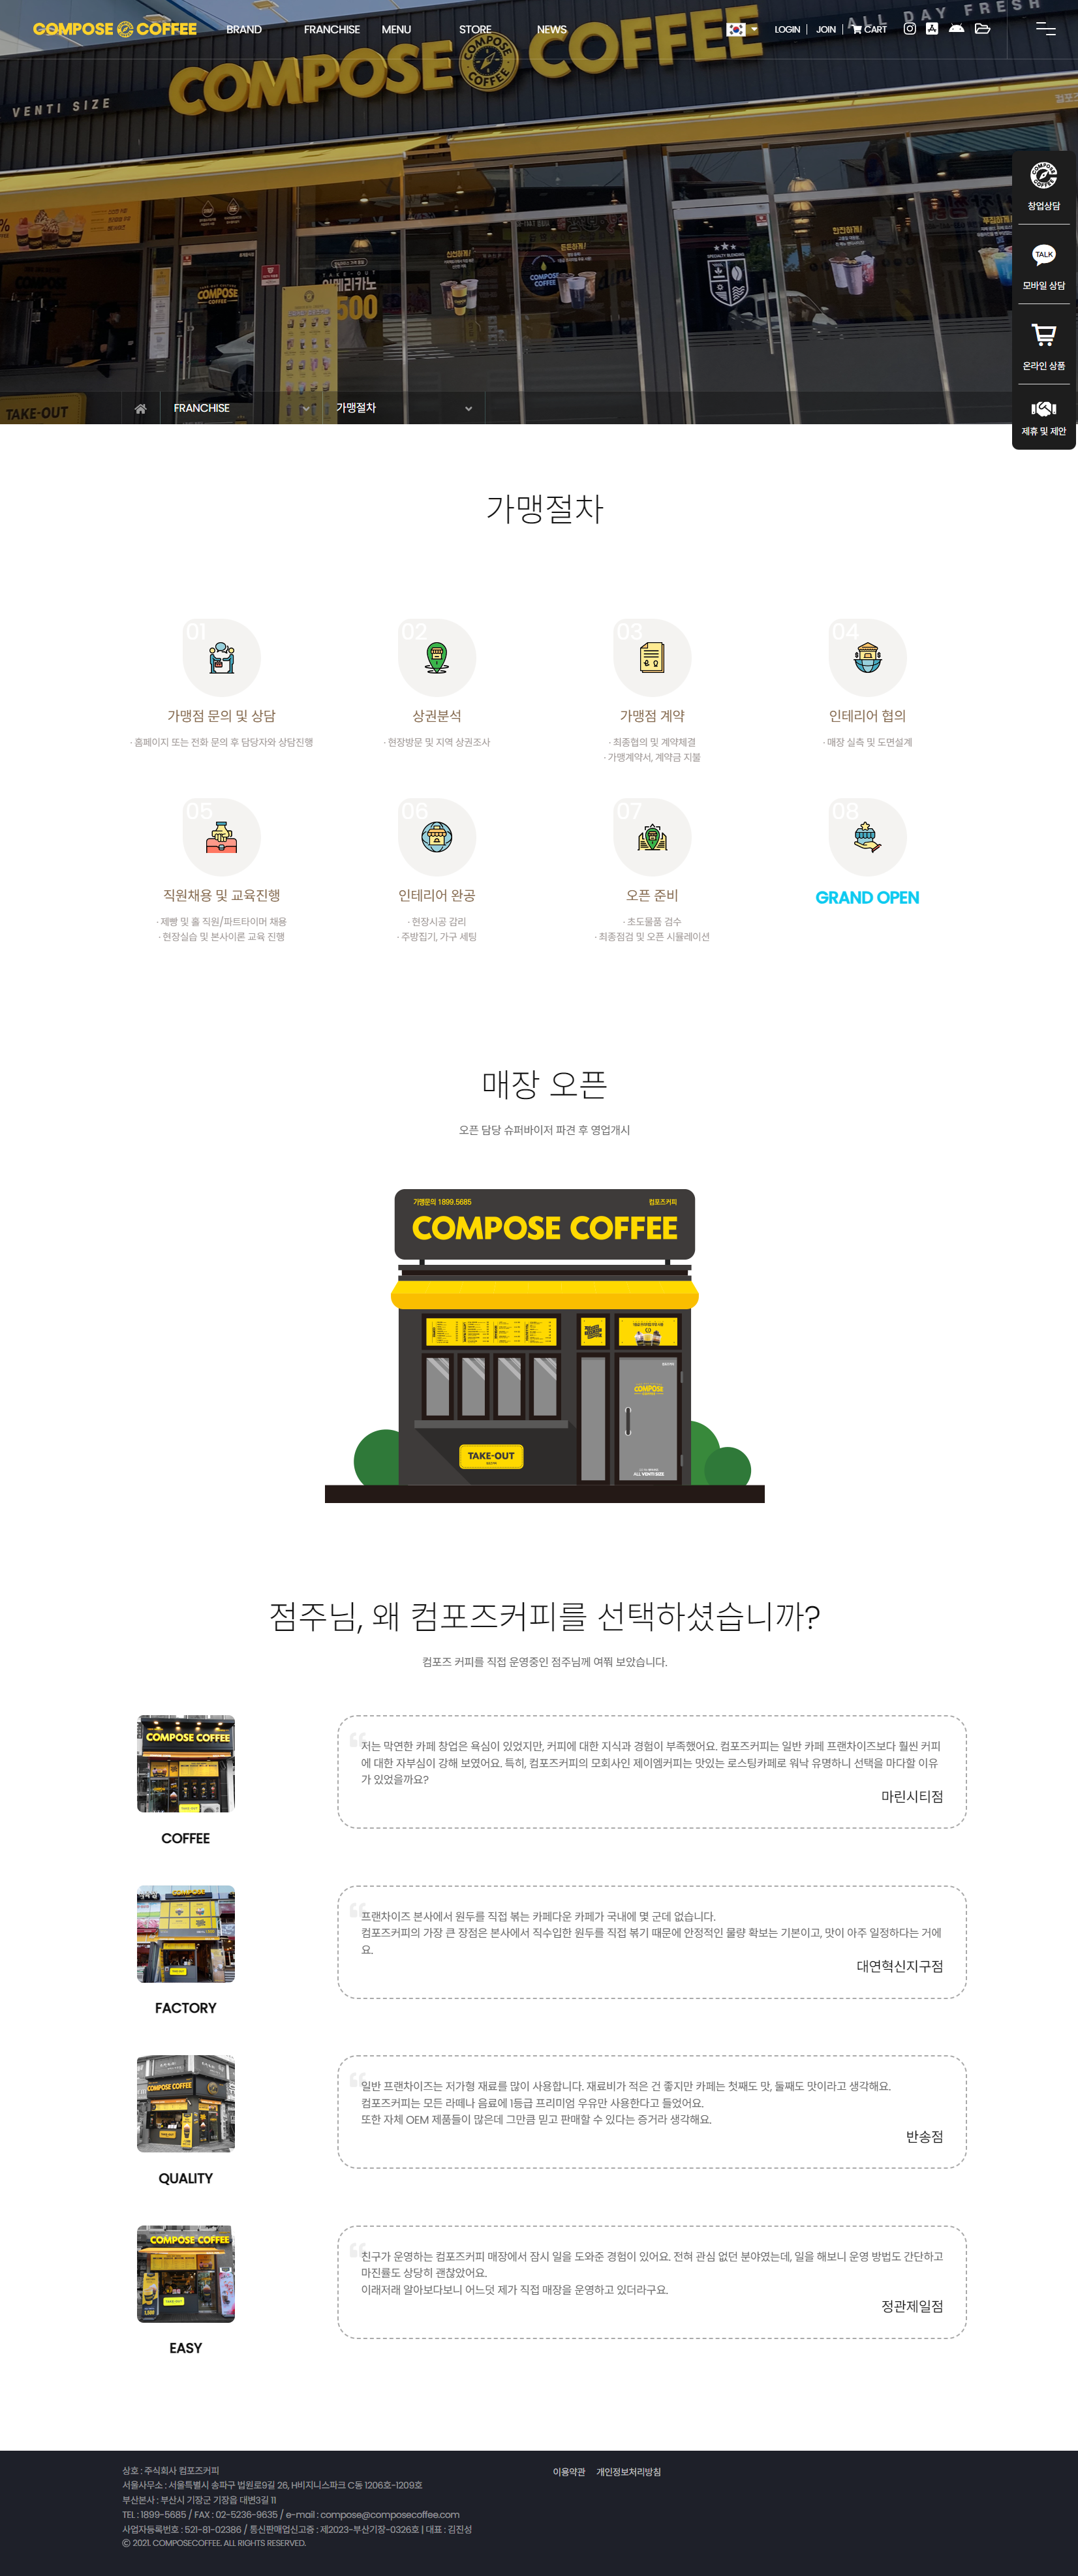 COMPOSE COFFEE
BRAND
FRANCHISE
MENU
STORE
NEWS
LOGIN
JOIN
CART
ALL DAY FRESH
VENTI SIZE
COMPOSE COFFEE
TAKE-OUT
COMPOSE COFFEE
TAKE-OUT
아메리카노
COMPOSE COFFEE
SPECIALTY BLENDING
TAKE-OUT
창업상담
TALK
모바일 상담
온라인 상품
제휴 및 제안
FRANCHISE
가맹절차
가맹절차
01
02
03
04
가맹점 문의 및 상담
· 홈페이지 또는 전화 문의 후 담당자와 상담진행
상권분석
· 현장방문 및 지역 상권조사
가맹점 계약
· 최종협의 및 계약체결
· 가맹계약서, 계약금 지불
인테리어 협의
· 매장 실측 및 도면설계
05
06
07
08
직원채용 및 교육진행
· 제빵 및 홀 직원/파트타이머 채용
· 현장실습 및 본사이론 교육 진행
인테리어 완공
· 현장시공 감리
· 주방집기, 가구 세팅
오픈 준비
· 초도물품 검수
· 최종점검 및 오픈 시뮬레이션
GRAND OPEN
매장 오픈
오픈 담당 슈퍼바이저 파견 후 영업개시
가맹문의 1899.5685
컴포즈커피
COMPOSE COFFEE
COMPOSE
TAKE-OUT
ALL VENTI SIZE
점주님, 왜 컴포즈커피를 선택하셨습니까?
컴포즈 커피를 직접 운영중인 점주님께 여쭤 보았습니다.
COMPOSE COFFEE
COFFEE
저는 막연한 카페 창업은 욕심이 있었지만, 커피에 대한 지식과 경험이 부족했어요. 컴포즈커피는 일반 카페 프랜차이즈보다 훨씬 커피
에 대한 자부심이 강해 보였어요. 특히, 컴포즈커피의 모회사인 제이엠커피는 맛있는 로스팅카페로 워낙 유명하니 선택을 마다할 이유
가 있었을까요?
마린시티점
COMPOSE
FACTORY
프랜차이즈 본사에서 원두를 직접 볶는 카페다운 카페가 국내에 몇 군데 없습니다.
컴포즈커피의 가장 큰 장점은 본사에서 직수입한 원두를 직접 볶기 때문에 안정적인 물량 확보는 기본이고, 맛이 아주 일정하다는 거에
요.
대연혁신지구점
COMPOSE COFFEE
QUALITY
일반 프랜차이즈는 저가형 재료를 많이 사용합니다. 재료비가 적은 건 좋지만 카페는 첫째도 맛, 둘째도 맛이라고 생각해요.
컴포즈커피는 모든 라떼나 음료에 1등급 프리미엄 우유만 사용한다고 들었어요.
또한 자체 OEM 제품들이 많은데 그만큼 믿고 판매할 수 있다는 증거라 생각해요.
반송점
COMPOSE COFFEE
EASY
친구가 운영하는 컴포즈커피 매장에서 잠시 일을 도와준 경험이 있어요. 전혀 관심 없던 분야였는데, 일을 해보니 운영 방법도 간단하고
마진률도 상당히 괜찮았어요.
이래저래 알아보다보니 어느덧 제가 직접 매장을 운영하고 있더라구요.
정관제일점
상호 : 주식회사 컴포즈커피
서울사무소 : 서울특별시 송파구 법원로9길 26, H비지니스파크 C동 1206호-1209호
부산본사 : 부산시 기장군 기장읍 대변3길 11
TEL : 1899-5685 / FAX : 02-5236-9635 / e-mail : compose@composecoffee.com
사업자등록번호 : 521-81-02386 / 통신판매업신고증 : 제2023-부산기장-0326호 | 대표 : 김진성
ⓒ 2021. COMPOSECOFFEE. ALL RIGHTS RESERVED.
이용약관
개인정보처리방침